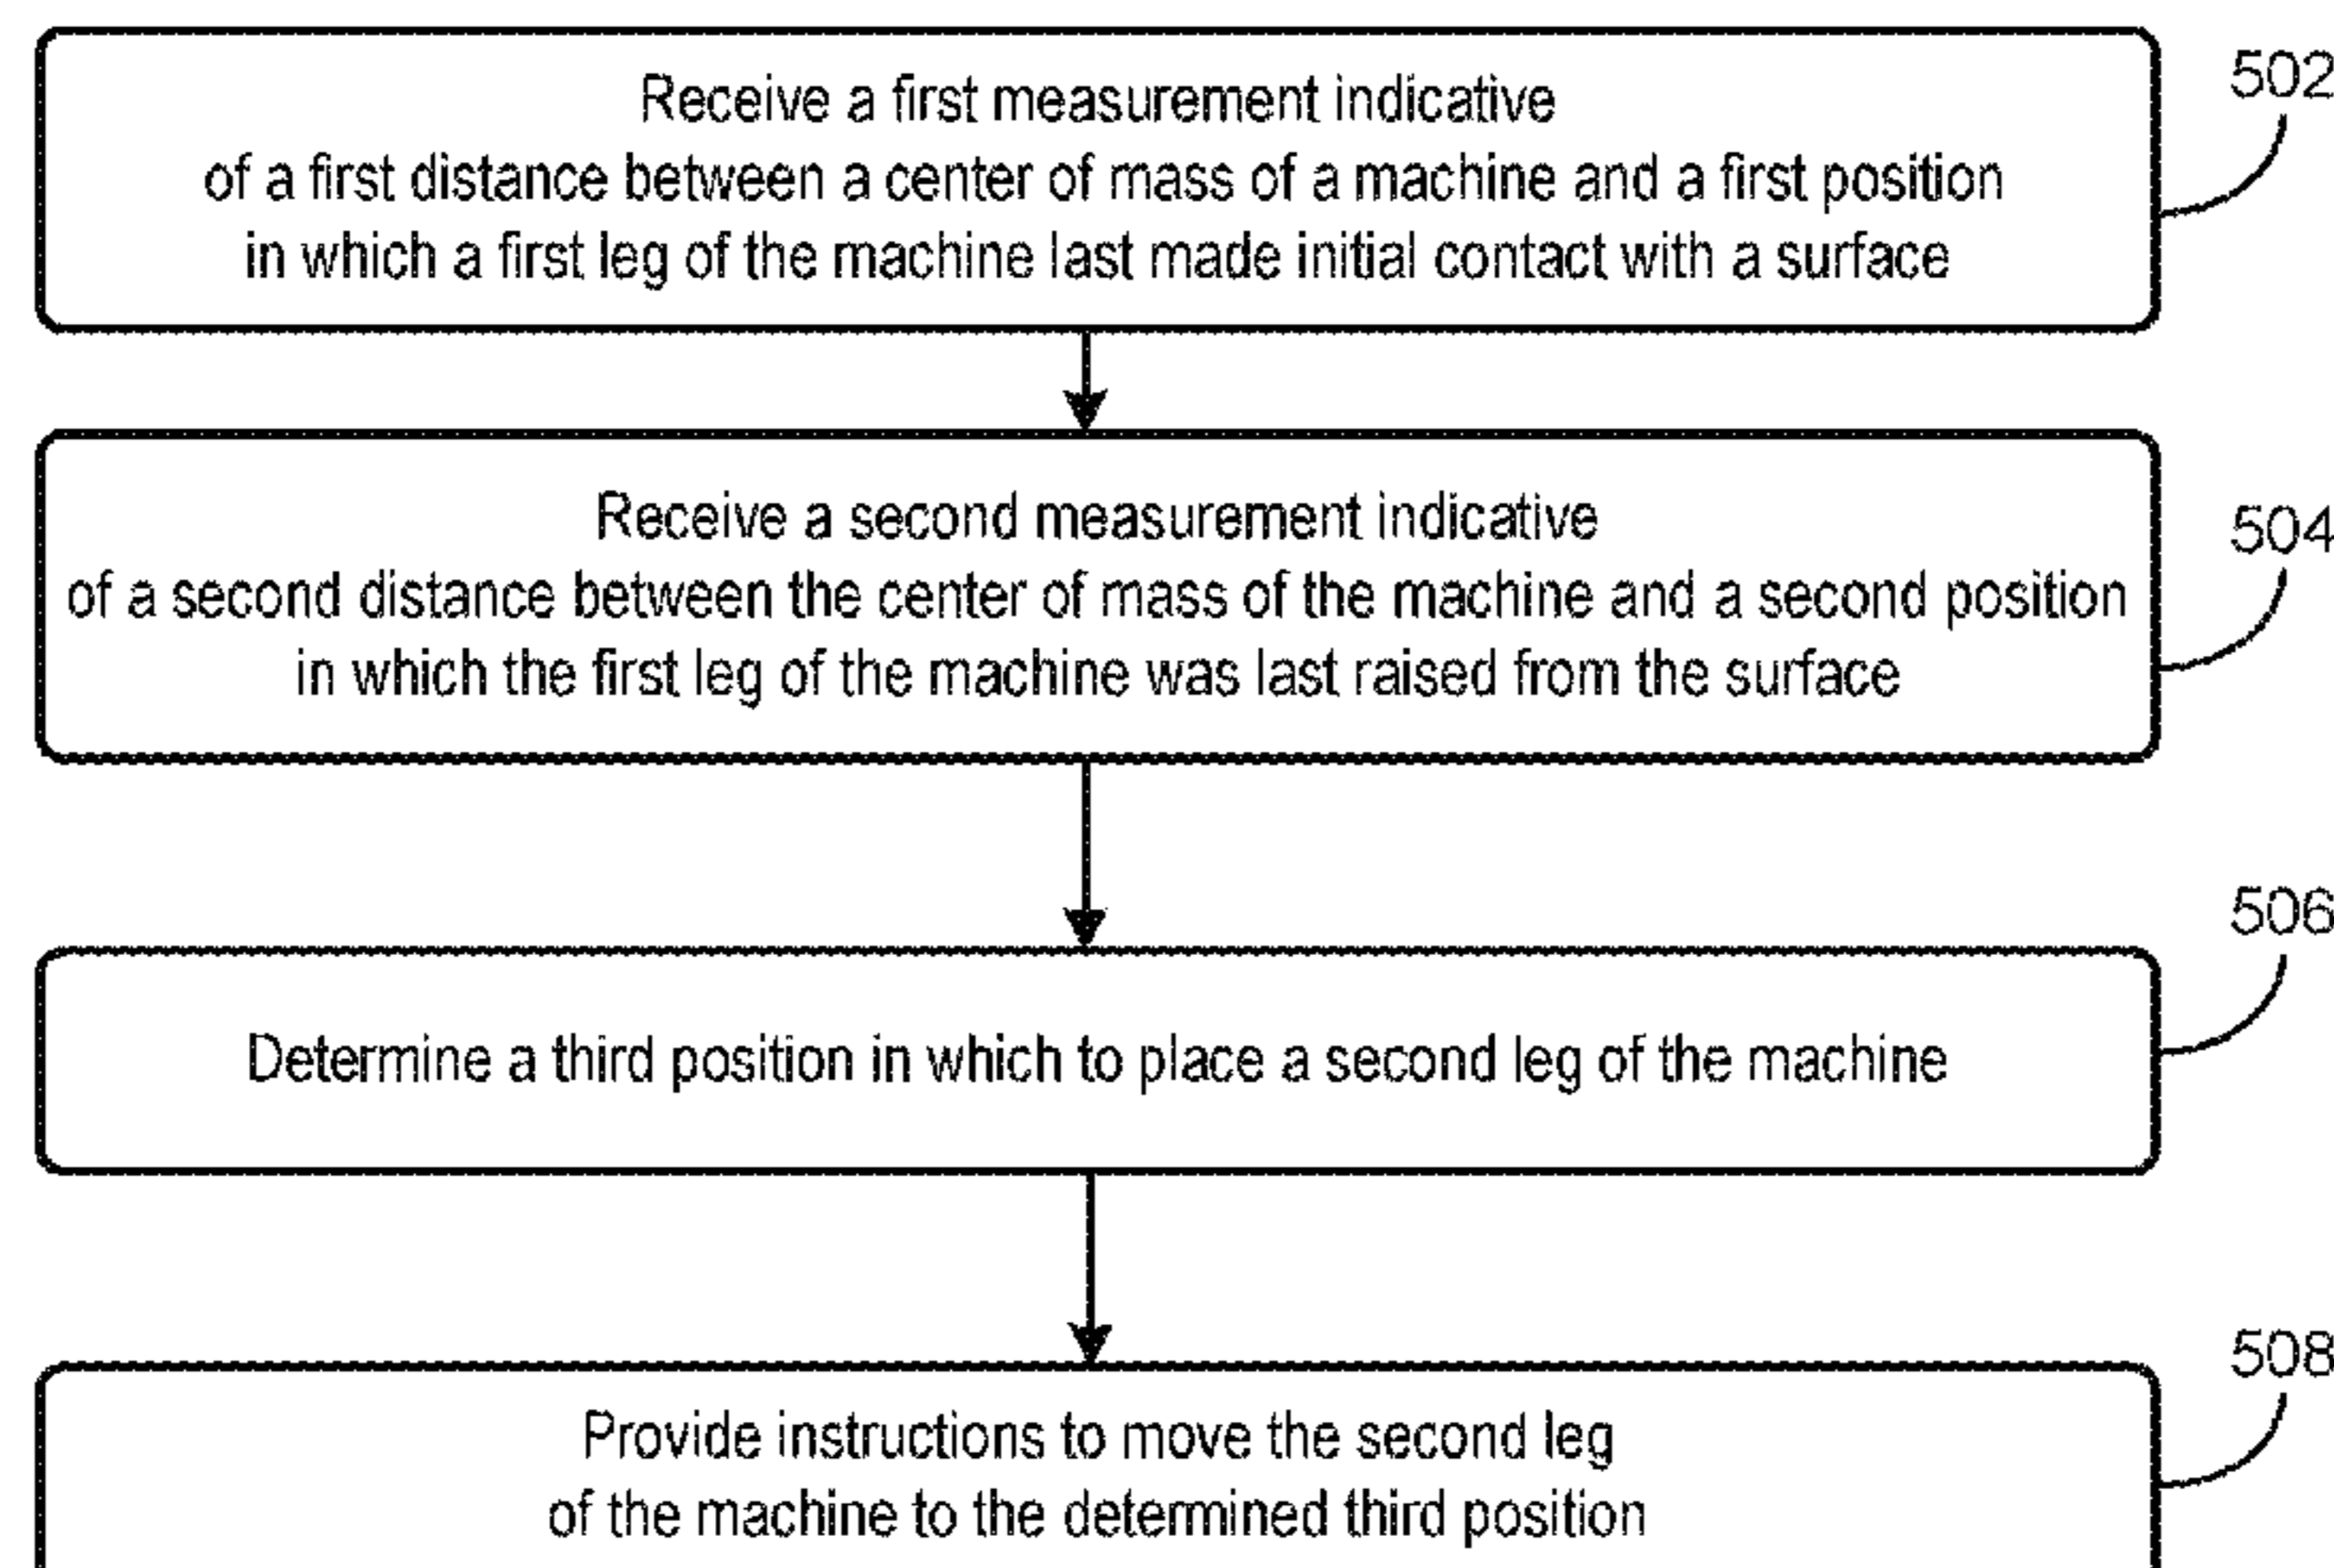 Receive a first measurement indicative
of a first distance between a center of mass of a machine and a first position
in which a first leg of the machine last made initial contact with a surface
502
Receive a second measurement indicative
of a second distance between the center of mass of the machine and a second position
in which the first leg of the machine was last raised from the surface
504
Determine a third position in which to place a second leg of the machine
506
Provide instructions to move the second leg
of the machine to the determined third position
508